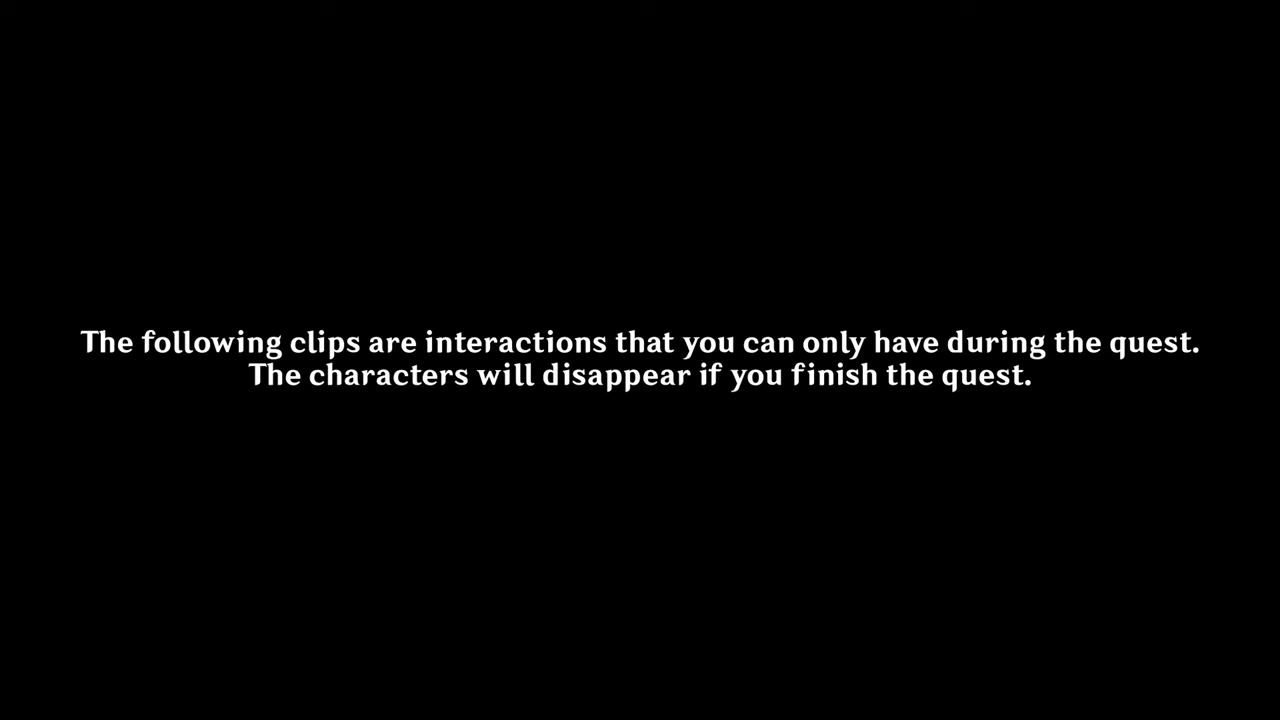 The following clips are interactions that you can only have during the quest.
The characters will disappear if you finish the quest.